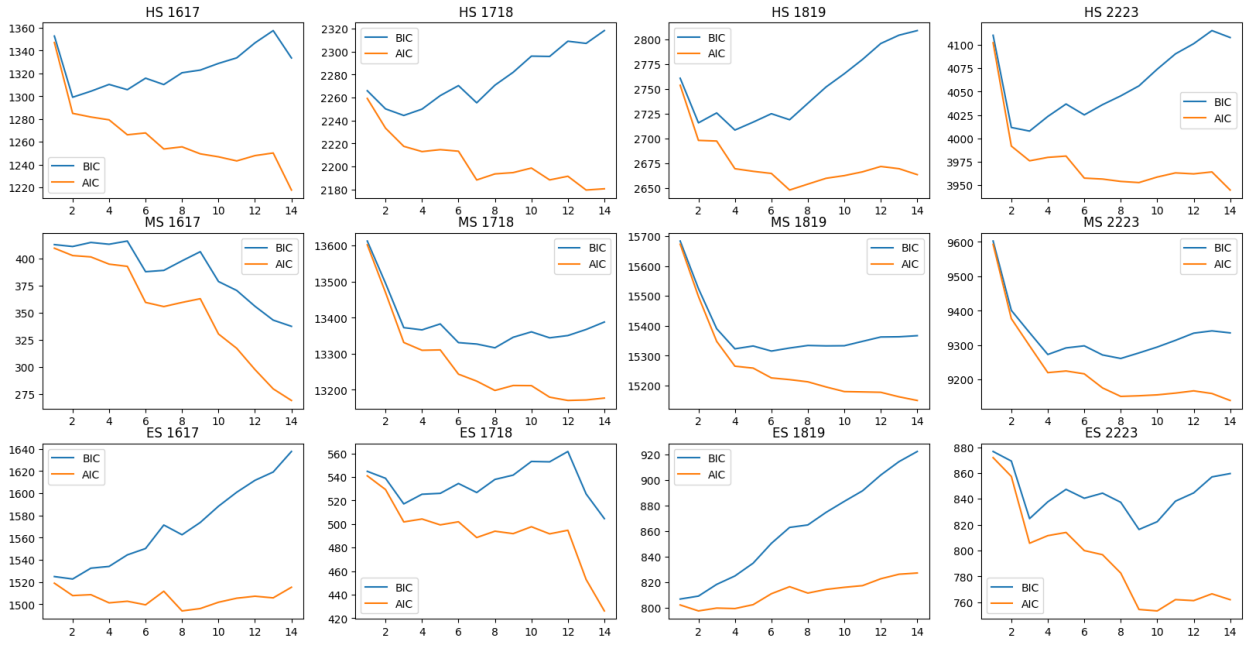 HS 1617
1360
1340
1320
1300
1280
1260
1240
1220
BIC
AIC
2 4 6 8 10 12 14
HS 1718
2320
2300
2280
2260
2240
2220
2200
2180
BIC
AIC
2 4 6 8 10 12 14
HS 1819
2800
2775
2750
2725
2700
2675
2650
BIC
AIC
2 4 6 8 10 12 14
HS 2223
4100
4075
4050
4025
4000
3975
3950
BIC
AIC
2 4 6 8 10 12 14
MS 1617
400
375
350
325
300
275
BIC
AIC
2 4 6 8 10 12 14
MS 1718
13600
13500
13400
13300
13200
BIC
AIC
2 4 6 8 10 12 14
MS 1819
15700
15600
15500
15400
15300
15200
BIC
AIC
2 4 6 8 10 12 14
MS 2223
9600
9500
9400
9300
9200
BIC
AIC
2 4 6 8 10 12 14
ES 1617
1640
1620
1600
1580
1560
1540
1520
1500
BIC
AIC
2 4 6 8 10 12 14
ES 1718
560
540
520
500
480
460
440
420
BIC
AIC
2 4 6 8 10 12 14
ES 1819
920
900
880
860
840
820
800
BIC
AIC
2 4 6 8 10 12 14
ES 2223
880
860
840
820
800
780
760
BIC
AIC
2 4 6 8 10 12 14